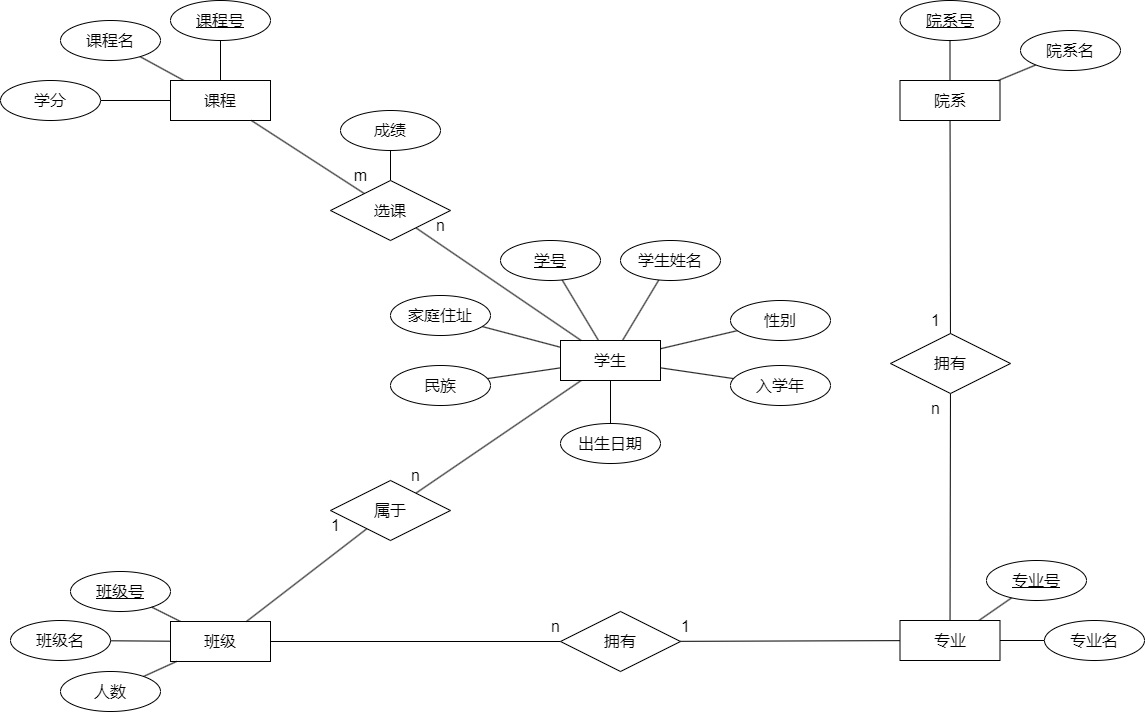 课程号
院系号
课程名
院系名
学分
课程
院系
成绩
m
选课
n
学号
学生姓名
家庭住址
性别
1
学生
拥有
民族
入学年
n
出生日期
n
属于
1
专业号
班级号
n
1
班级名
班级
拥有
专业
专业名
人数